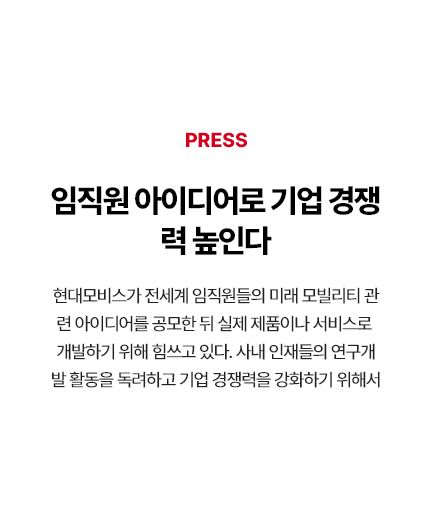 PRESS
임직원 아이디어로 기업 경쟁
력 높인다
현대모비스가 전세계 임직원들의 미래 모빌리티 관
련 아이디어를 공모한 뒤 실제 제품이나 서비스로
개발하기 위해 힘쓰고 있다. 사내 인재들의 연구개
발 활동을 독려하고 기업 경쟁력을 강화하기 위해서